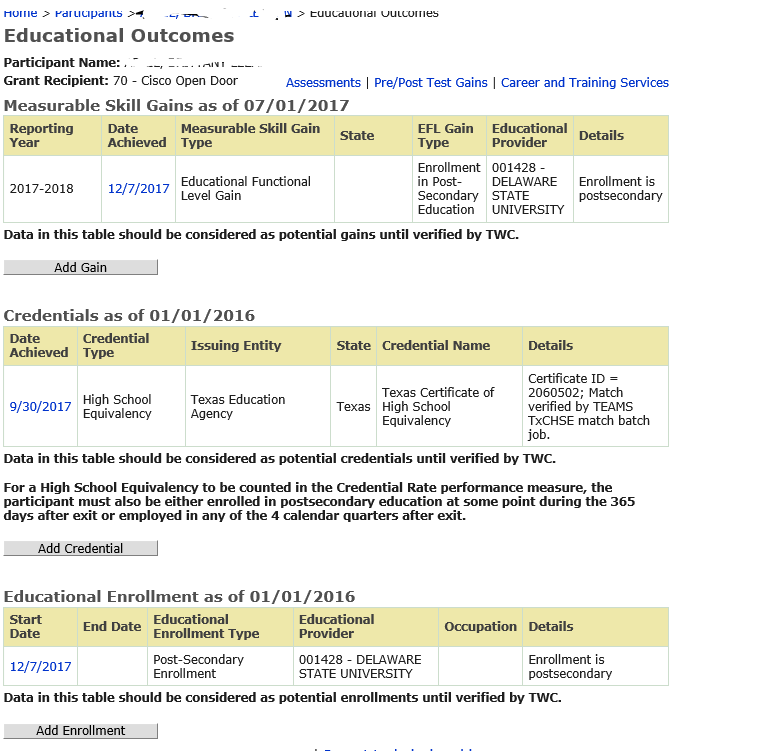 Home > Participants > > Educational Outcomes
Educational Outcomes
Participant Name:
Grant Recipient: 70 - Cisco Open Door
Assessments | Pre/Post Test Gains | Career and Training Services
Measurable Skill Gains as of 07/01/2017
Reporting Year | Date Achieved | Measurable Skill Gain Type | State | EFL Gain Type | Educational Provider | Details
2017-2018 | 12/7/2017 | Educational Functional Level Gain | | Enrollment in Post-Secondary Education | 001428 - DELAWARE STATE UNIVERSITY | Enrollment is postsecondary
Data in this table should be considered as potential gains until verified by TWC.
Add Gain
Credentials as of 01/01/2016
Date Achieved | Credential Type | Issuing Entity | State | Credential Name | Details
9/30/2017 | High School Equivalency | Texas Education Agency | Texas | Texas Certificate of High School Equivalency | Certificate ID = 2060502; Match verified by TEAMS TxCHSE match batch job.
Data in this table should be considered as potential credentials until verified by TWC.
For a High School Equivalency to be counted in the Credential Rate performance measure, the
participant must also be either enrolled in postsecondary education at some point during the 365
days after exit or employed in any of the 4 calendar quarters after exit.
Add Credential
Educational Enrollment as of 01/01/2016
Start Date | End Date | Educational Enrollment Type | Educational Provider | Occupation | Details
12/7/2017 | | Post-Secondary Enrollment | 001428 - DELAWARE STATE UNIVERSITY | | Enrollment is postsecondary
Data in this table should be considered as potential enrollments until verified by TWC.
Add Enrollment